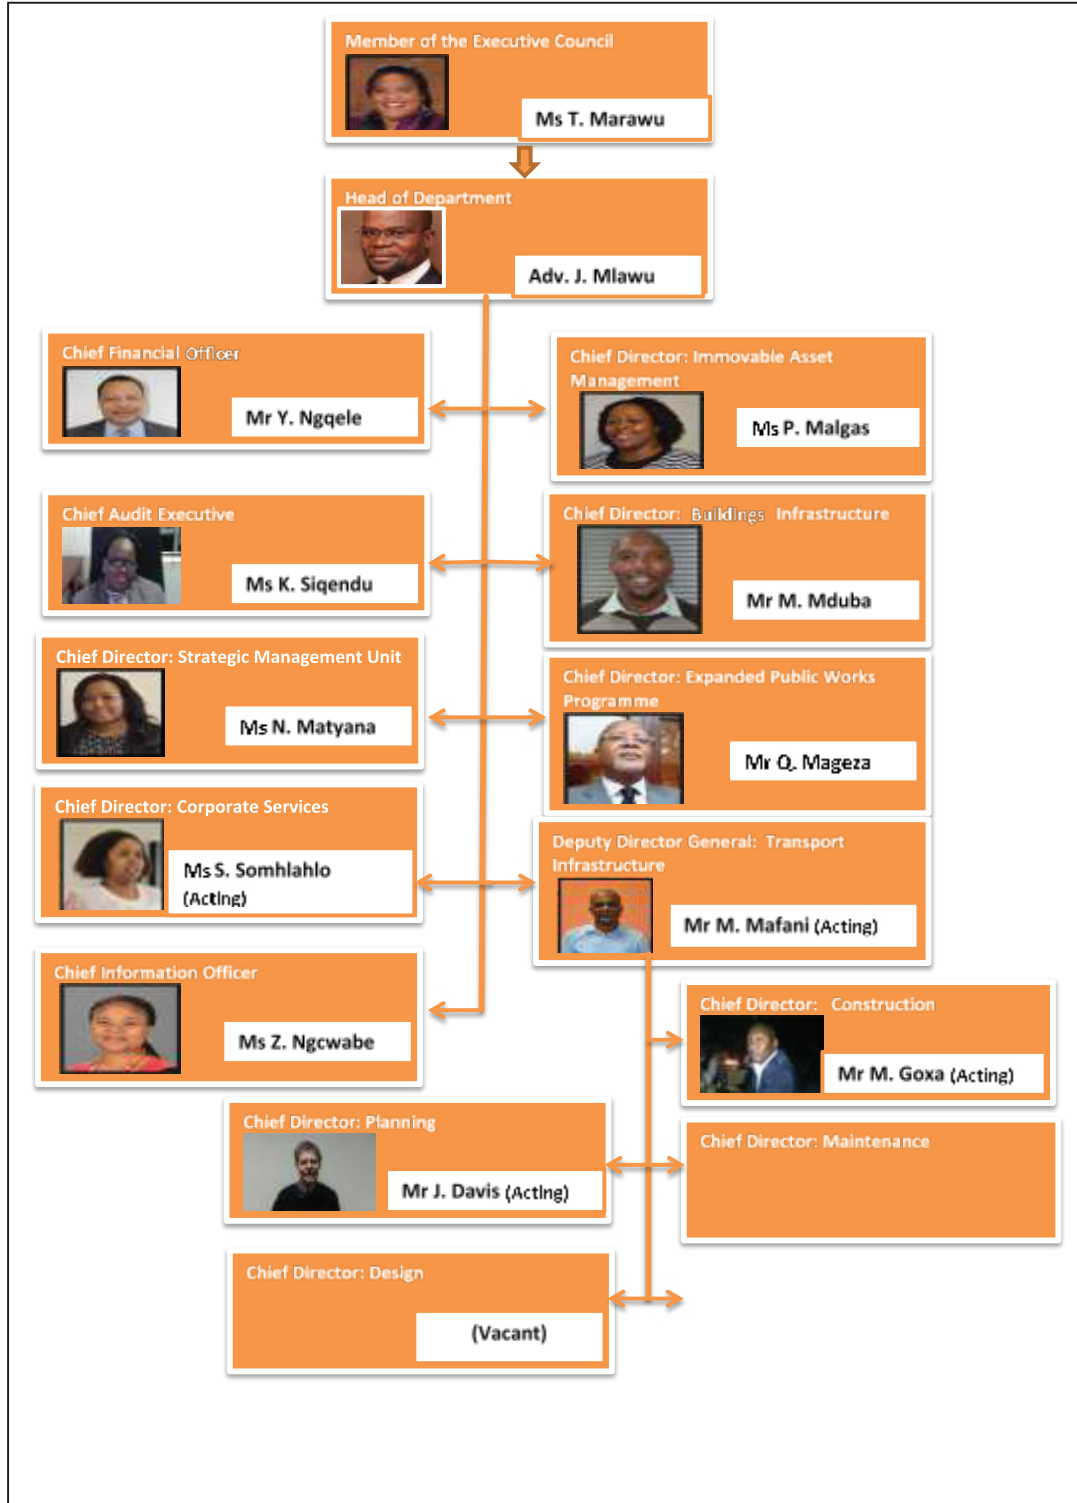 Member of the Executive Council
Ms T. Marawu
Head of Department
Adv. J. Mlawu
Chief Financial Officer
Mr Y. Ngqele
Chief Director: Immovable Asset
Management
Ms P. Malgas
Chief Audit Executive
Ms K. Siqendu
Chief Director: Buildings Infrastructure
Mr M. Mduba
Chief Director: Strategic Management Unit
Ms N. Matyana
Chief Director: Expanded Public Works
Programme
Mr Q. Mageza
Chief Director: Corporate Services
Ms S. Somhlahlo
(Acting)
Deputy Director General: Transport
Infrastructure
Mr M. Mafani (Acting)
Chief Information Officer
Ms Z. Ngcwabe
Chief Director: Construction
Mr M. Goxa (Acting)
Chief Director: Planning
Mr J. Davis (Acting)
Chief Director: Maintenance
Chief Director: Design
(Vacant)